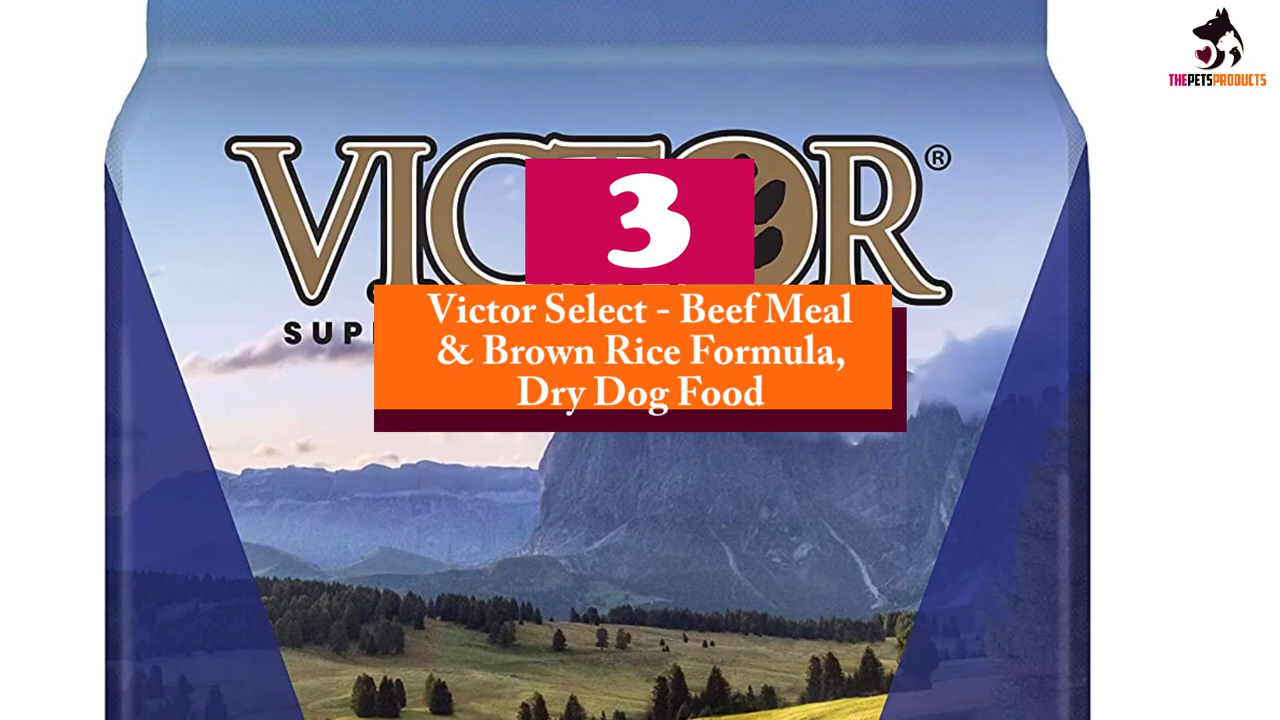 THEPETSPRODUCTS
VICTOR®
3
SUP
Victor Select - Beef Meal
& Brown Rice Formula,
Dry Dog Food